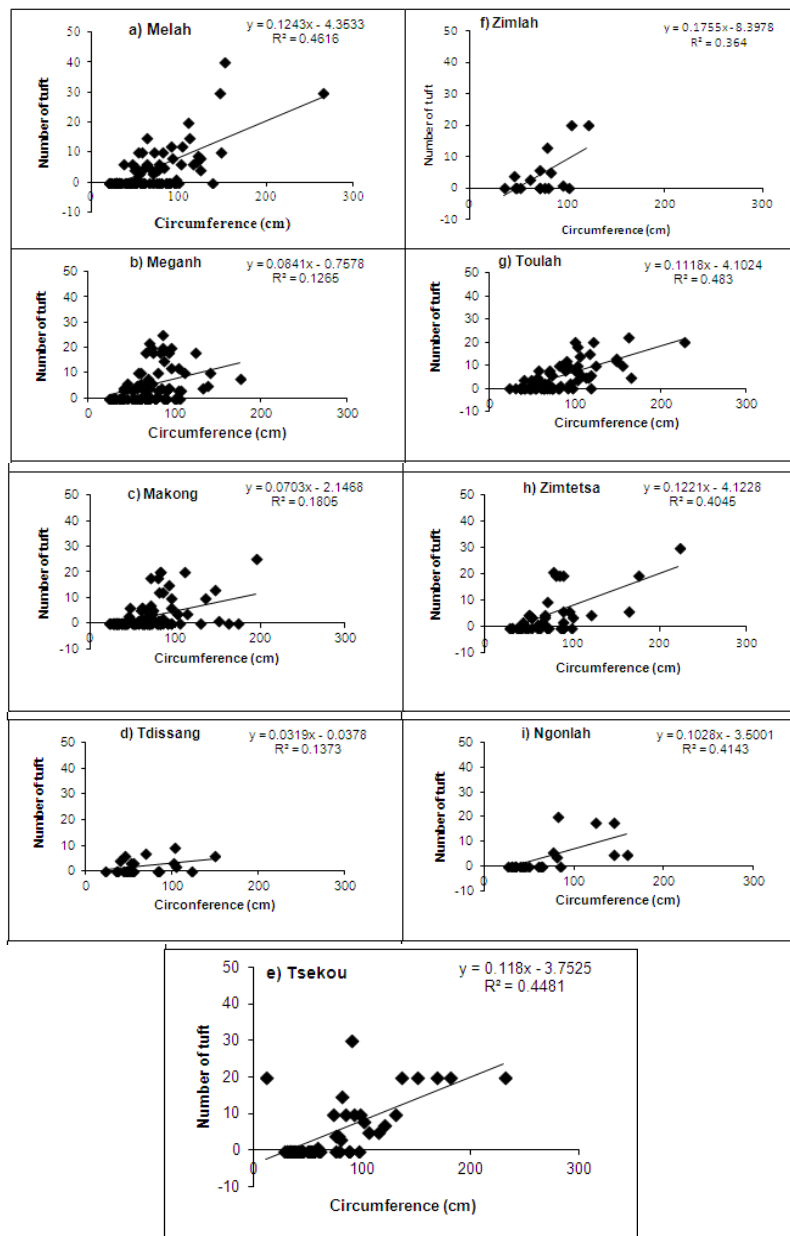 a) Melah
y = 0.1243x - 4.3533
R² = 0.4616
Number of tuft
50
40
30
20
10
0
-10
0 100 200 300
Circumference (cm)
f) Zimlah
y = 0.1755x - 8.3978
R² = 0.364
Number of tuft
50
40
30
20
10
0
-10
0 100 200 300
Circumference (cm)
b) Meganh
y = 0.0841x - 0.7578
R² = 0.1265
Number of tuft
50
40
30
20
10
0
0 100 200 300
Circumference (cm)
g) Toulah
y = 0.1118x - 4.1024
R² = 0.483
Number of tuft
50
40
30
20
10
0
-10
0 100 200 300
Circumference (cm)
c) Makong
y = 0.0703x - 2.1468
R² = 0.1805
Number of tuft
50
40
30
20
10
0
-10
0 100 200 300
Circumference (cm)
h) Zimtetsa
y = 0.1221x - 4.1228
R² = 0.4045
Number of tuft
50
40
30
20
10
0
-10
0 100 200 300
Circumference (cm)
d) Tdissang
y = 0.0319x - 0.0378
R² = 0.1373
Number of tuft
50
40
30
20
10
0
0 100 200 300
Circonference (cm)
i) Ngonlah
y = 0.1028x - 3.5001
R² = 0.4143
Number of tuft
50
40
30
20
10
0
-10
0 100 200 300
Circumference (cm)
e) Tsekou
y = 0.118x - 3.7525
R² = 0.4481
Number of tuft
50
40
30
20
10
0
-10
0 100 200 300
Circumference (cm)